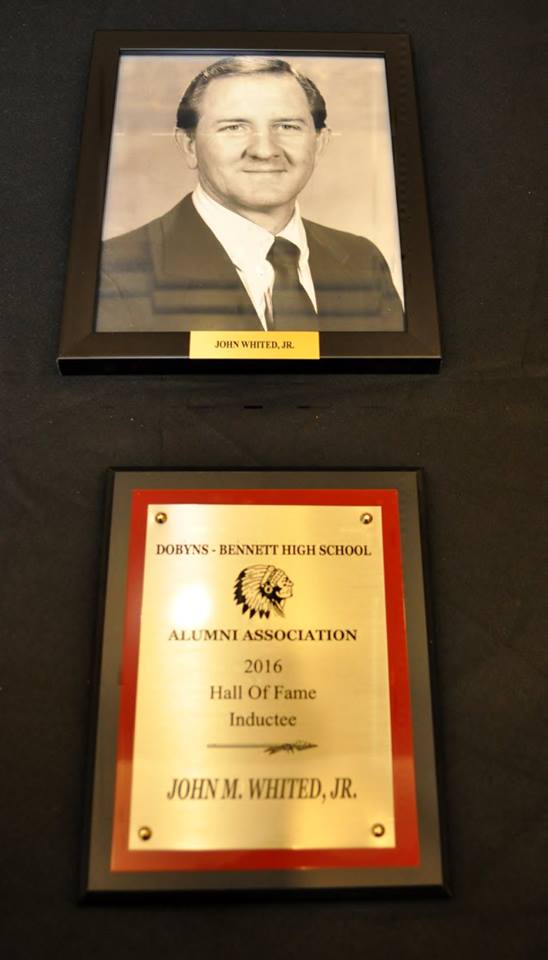 JOHN WHITED, JR.
DOBYNS - BENNETT HIGH SCHOOL
ALUMNI ASSOCIATION
2016
Hall Of Fame
Inductee
JOHN M. WHITED, JR.